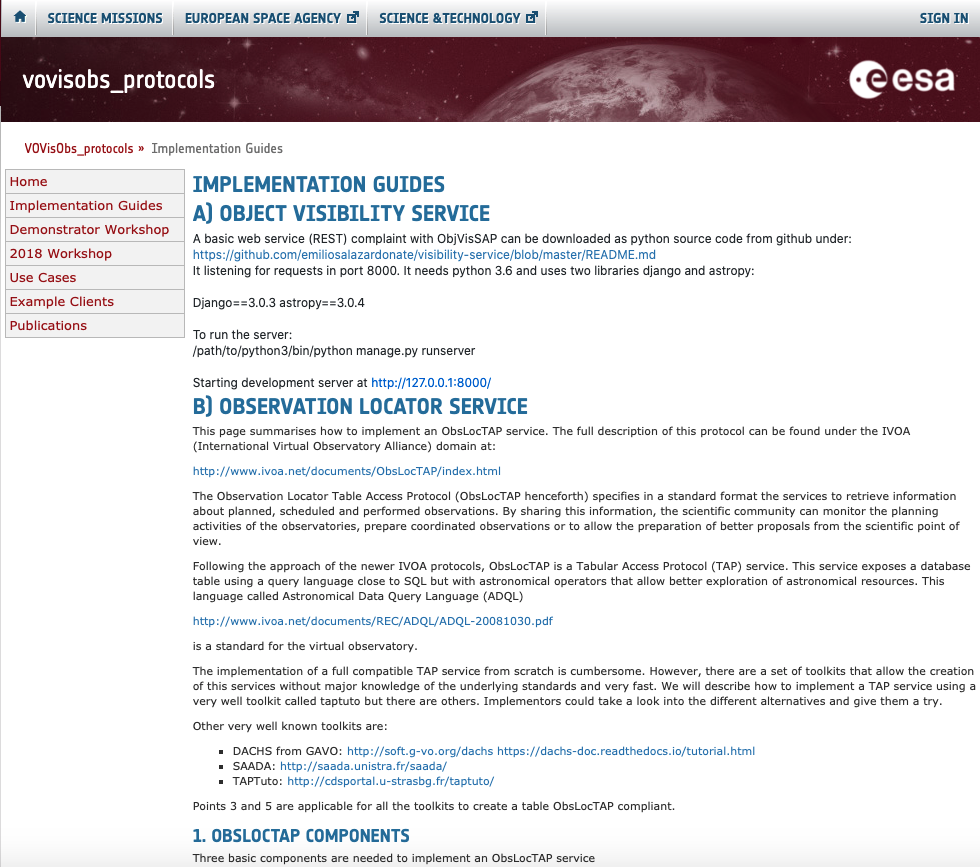 SCIENCE MISSIONS
EUROPEAN SPACE AGENCY
SCIENCE &TECHNOLOGY
SIGN IN
vovisobs_protocols
esa
VOVisObs_protocols » Implementation Guides
Home
Implementation Guides
Demonstrator Workshop
2018 Workshop
Use Cases
Example Clients
Publications
IMPLEMENTATION GUIDES
A) OBJECT VISIBILITY SERVICE
A basic web service (REST) complaint with ObjVisSAP can be downloaded as python source code from github under:
https://github.com/emiliosalazardonate/visibility-service/blob/master/README.md
It listening for requests in port 8000. It needs python 3.6 and uses two libraries django and astropy:
Django==3.0.3 astropy==3.0.4
To run the server:
/path/to/python3/bin/python manage.py runserver
Starting development server at http://127.0.0.1:8000/
B) OBSERVATION LOCATOR SERVICE
This page summarises how to implement an ObsLocTAP service. The full description of this protocol can be found under the IVOA
(International Virtual Observatory Alliance) domain at:
http://www.ivoa.net/documents/ObsLocTAP/index.html
The Observation Locator Table Access Protocol (ObsLocTAP henceforth) specifies in a standard format the services to retrieve information
about planned, scheduled and performed observations. By sharing this information, the scientific community can monitor the planning
activities of the observatories, prepare coordinated observations or to allow the preparation of better proposals from the scientific point of
view.
Following the approach of the newer IVOA protocols, ObsLocTAP is a Tabular Access Protocol (TAP) service. This service exposes a database
table using a query language close to SQL but with astronomical operators that allow better exploration of astronomical resources. This
language called Astronomical Data Query Language (ADQL)
http://www.ivoa.net/documents/REC/ADQL/ADQL-20081030.pdf
is a standard for the virtual observatory.
The implementation of a full compatible TAP service from scratch is cumbersome. However, there are a set of toolkits that allow the creation
of this services without major knowledge of the underlying standards and very fast. We will describe how to implement a TAP service using a
very well toolkit called taptuto but there are others. Implementors could take a look into the different alternatives and give them a try.
Other very well known toolkits are:
DACHS from GAVO: http://soft.g-vo.org/dachs https://dachs-doc.readthedocs.io/tutorial.html
SAADA: http://saada.unistra.fr/saada/
TAPTuto: http://cdsportal.u-strasbg.fr/taptuto/
Points 3 and 5 are applicable for all the toolkits to create a table ObsLocTAP compliant.
1. OBSLOCTAP COMPONENTS
Three basic components are needed to implement an ObsLocTAP service